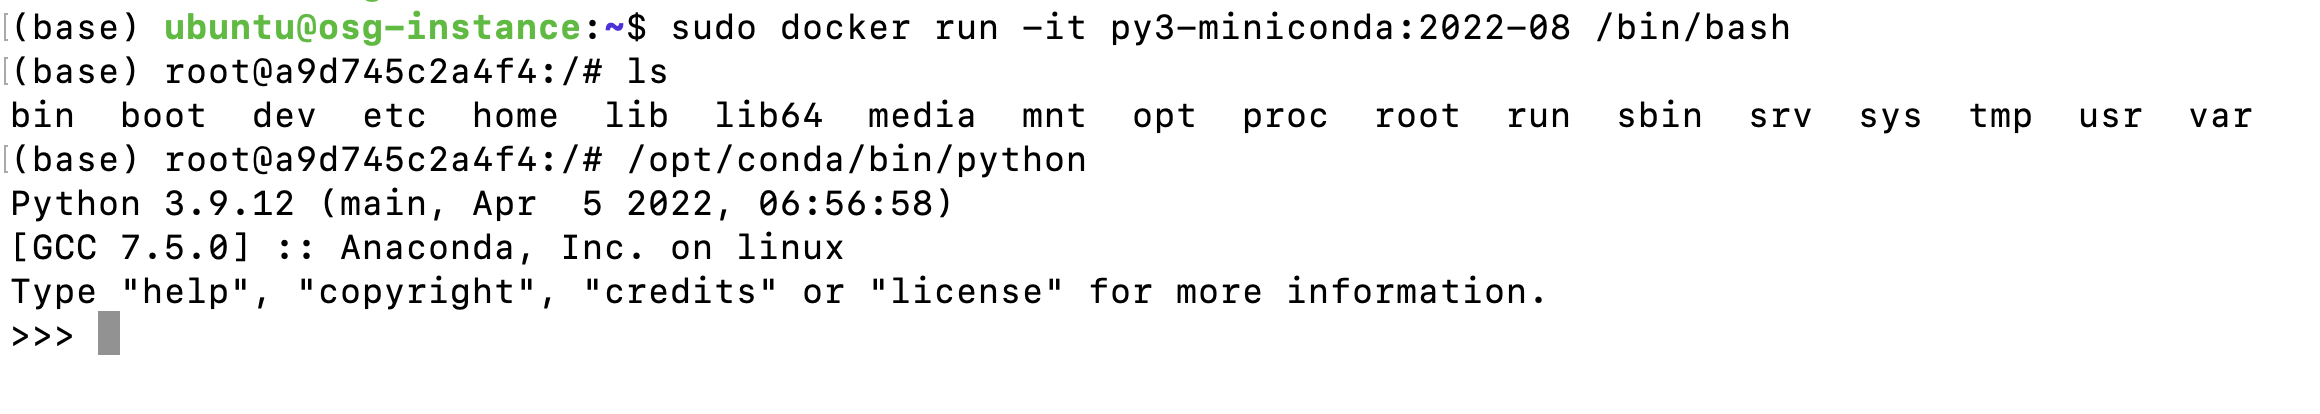 (base) ubuntu@osg-instance:~$ sudo docker run -it py3-miniconda:2022-08 /bin/bash
(base) root@a9d745c2a4f4:/# ls
bin  boot  dev  etc  home  lib  lib64  media  mnt  opt  proc  root  run  sbin  srv  sys  tmp  usr  var
(base) root@a9d745c2a4f4:/# /opt/conda/bin/python
Python 3.9.12 (main, Apr  5 2022, 06:56:58)
[GCC 7.5.0] :: Anaconda, Inc. on linux
Type "help", "copyright", "credits" or "license" for more information.
>>>